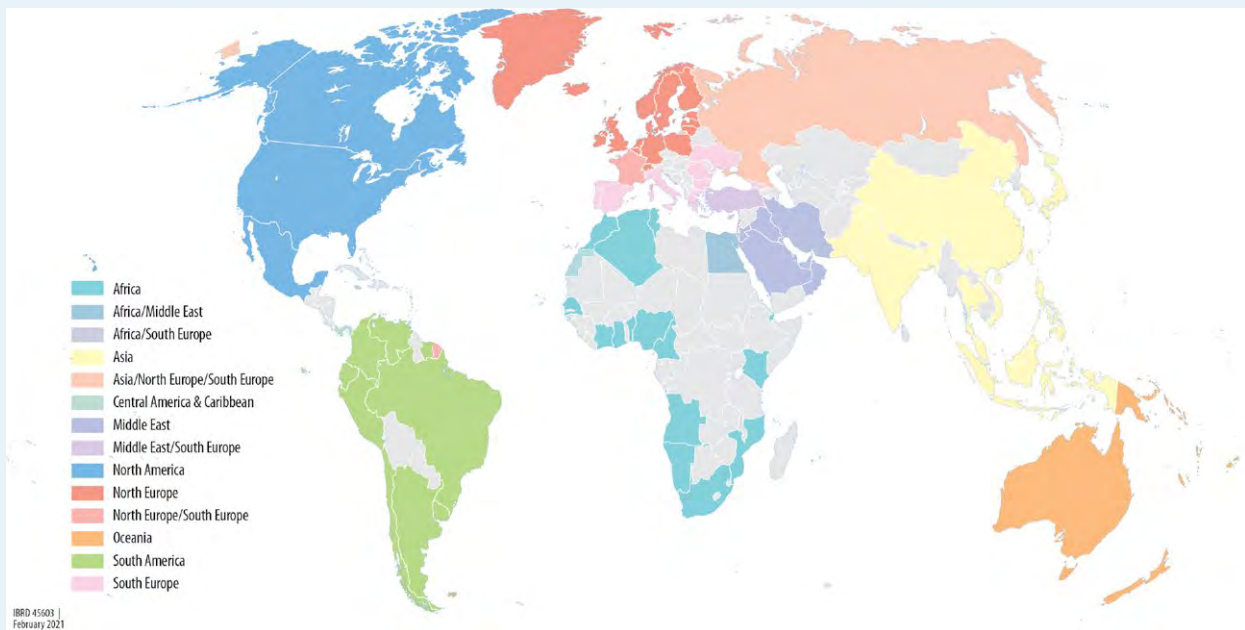 Africa
Africa/Middle East
Africa/South Europe
Asia
Asia/North Europe/South Europe
Central America & Caribbean
Middle East
Middle East/South Europe
North America
North Europe
North Europe/South Europe
Oceania
South America
South Europe
IBRD 45603 |
February 2021